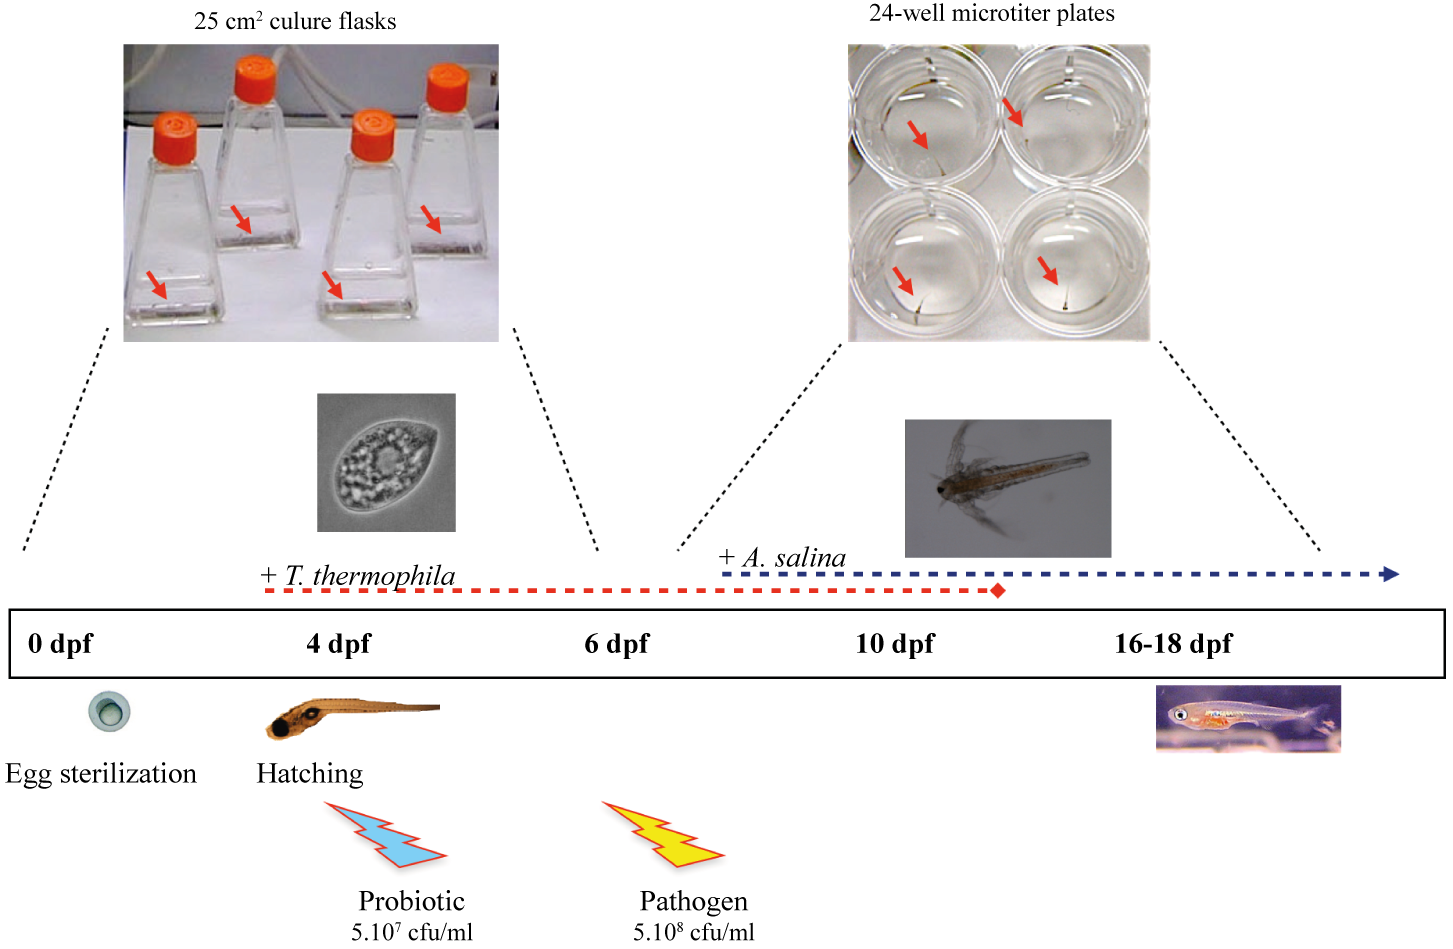 25 cm² culure flasks
24-well microtiter plates
+ T. thermophila
+ A. salina
0 dpf
4 dpf
6 dpf
10 dpf
16-18 dpf
Egg sterilization
Hatching
Probiotic
5.10⁷ cfu/ml
Pathogen
5.10⁸ cfu/ml